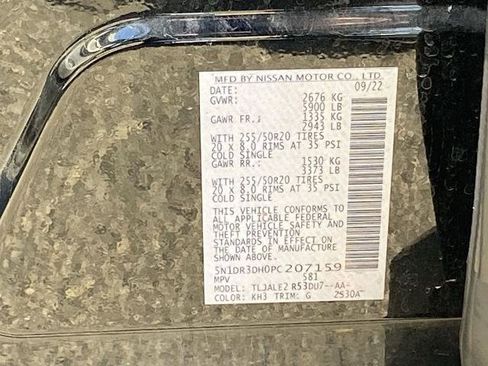 MFD BY NISSAN MOTOR CO., LTD.
DATE: 09/22
GVWR: 2676 KG
5900 LB
GAWR FR.: 1335 KG
2943 LB
WITH 255/50R20 TIRES
20 x 8.0 RIMS AT 35 PSI
COLD SINGLE
GAWR RR.: 1530 KG
3373 LB
WITH 255/50R20 TIRES
20 x 8.0 RIMS AT 35 PSI
COLD SINGLE
THIS VEHICLE CONFORMS TO
ALL APPLICABLE FEDERAL
MOTOR VEHICLE SAFETY AND
THEFT PREVENTION
STANDARDS IN EFFECT ON
THE DATE OF MANUFACTURE
SHOWN ABOVE.
5N1DR3DH0PC207159
MPV 581
MODEL: TLJALE2 R53DU7--AA-
COLOR: KH3 TRIM: G 2S30A